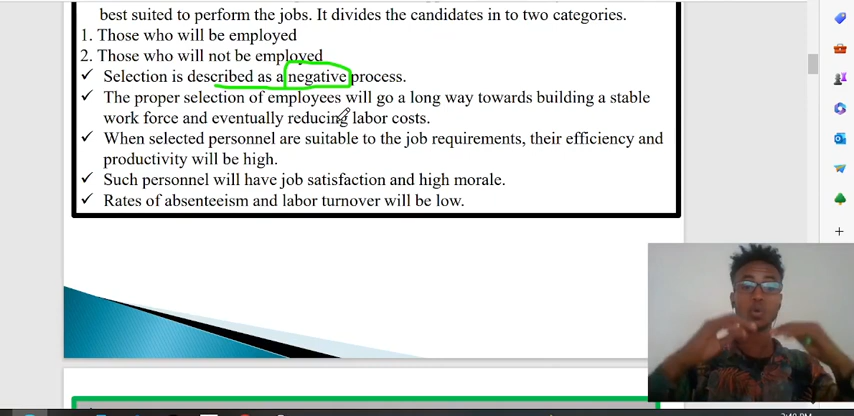 best suited to perform the jobs. It divides the candidates in to two categories.
1. Those who will be employed
2. Those who will not be employed
✓ Selection is described as a negative process.
✓ The proper selection of employees will go a long way towards building a stable
work force and eventually reducing labor costs.
✓ When selected personnel are suitable to the job requirements, their efficiency and
productivity will be high.
✓ Such personnel will have job satisfaction and high morale.
✓ Rates of absenteeism and labor turnover will be low.